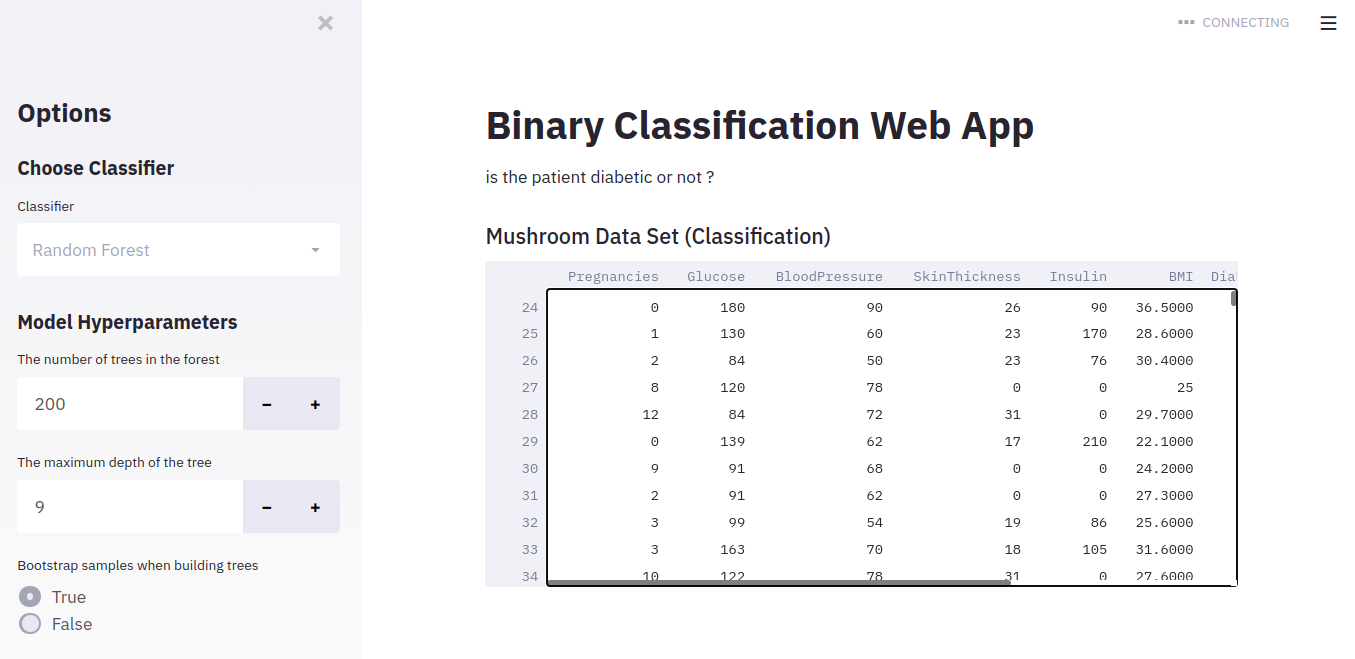 CONNECTING
Options
Choose Classifier
Classifier
Random Forest
Model Hyperparameters
The number of trees in the forest
200 – +
The maximum depth of the tree
9 – +
Bootstrap samples when building trees
True
False
Binary Classification Web App
is the patient diabetic or not ?
Mushroom Data Set (Classification)
Pregnancies Glucose BloodPressure SkinThickness Insulin BMI Dia
24 0 180 90 26 90 36.5000
25 1 130 60 23 170 28.6000
26 2 84 50 23 76 30.4000
27 8 120 78 0 0 25
28 12 84 72 31 0 29.7000
29 0 139 62 17 210 22.1000
30 9 91 68 0 0 24.2000
31 2 91 62 0 0 27.3000
32 3 99 54 19 86 25.6000
33 3 163 70 18 105 31.6000
34 10 122 78 31 0 27.6000